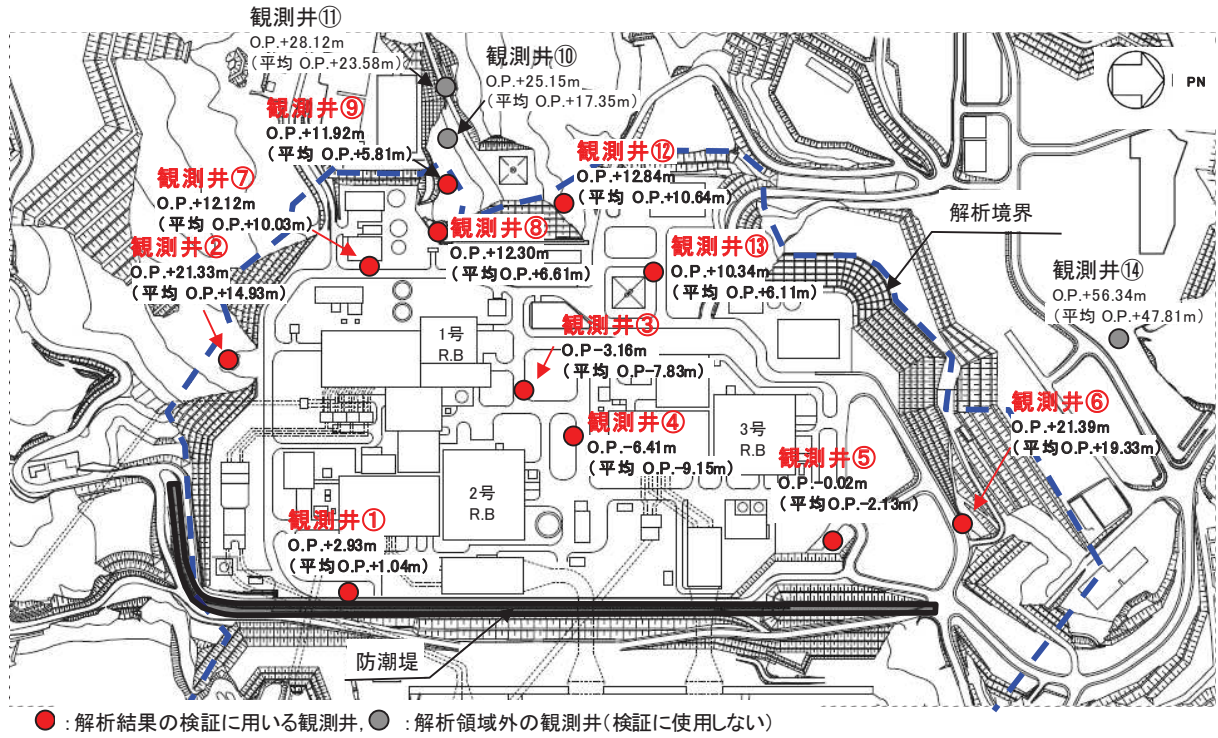 観測井⑪
O.P.+28.12m
(平均 O.P.+23.58m)
観測井⑩
O.P.+25.15m
(平均 O.P.+17.35m)
PN
観測井⑨
O.P.+11.92m
(平均 O.P.+5.81m)
観測井⑫
O.P.+12.84m
(平均 O.P.+10.64m)
観測井⑦
O.P.+12.12m
(平均 O.P.+10.03m)
観測井⑧
O.P.+12.30m
(平均O.P.+6.61m)
解析境界
観測井②
O.P.+21.33m
(平均 O.P.+14.93m)
観測井⑬
O.P.+10.34m
(平均O.P.+6.11m)
観測井⑭
O.P.+56.34m
(平均 O.P.+47.81m)
観測井③
O.P-3.16m
(平均 O.P-7.83m)
1号
R.B
観測井④
O.P-6.41m
(平均 O.P-9.15m)
3号
R.B
観測井⑥
O.P.+21.39m
(平均O.P.+19.33m)
観測井⑤
O.P-0.02m
(平均O.P-2.13m)
2号
R.B
観測井①
O.P.+2.93m
(平均O.P.+1.04m)
防潮堤
:解析結果の検証に用いる観測井, :解析領域外の観測井(検証に使用しない)